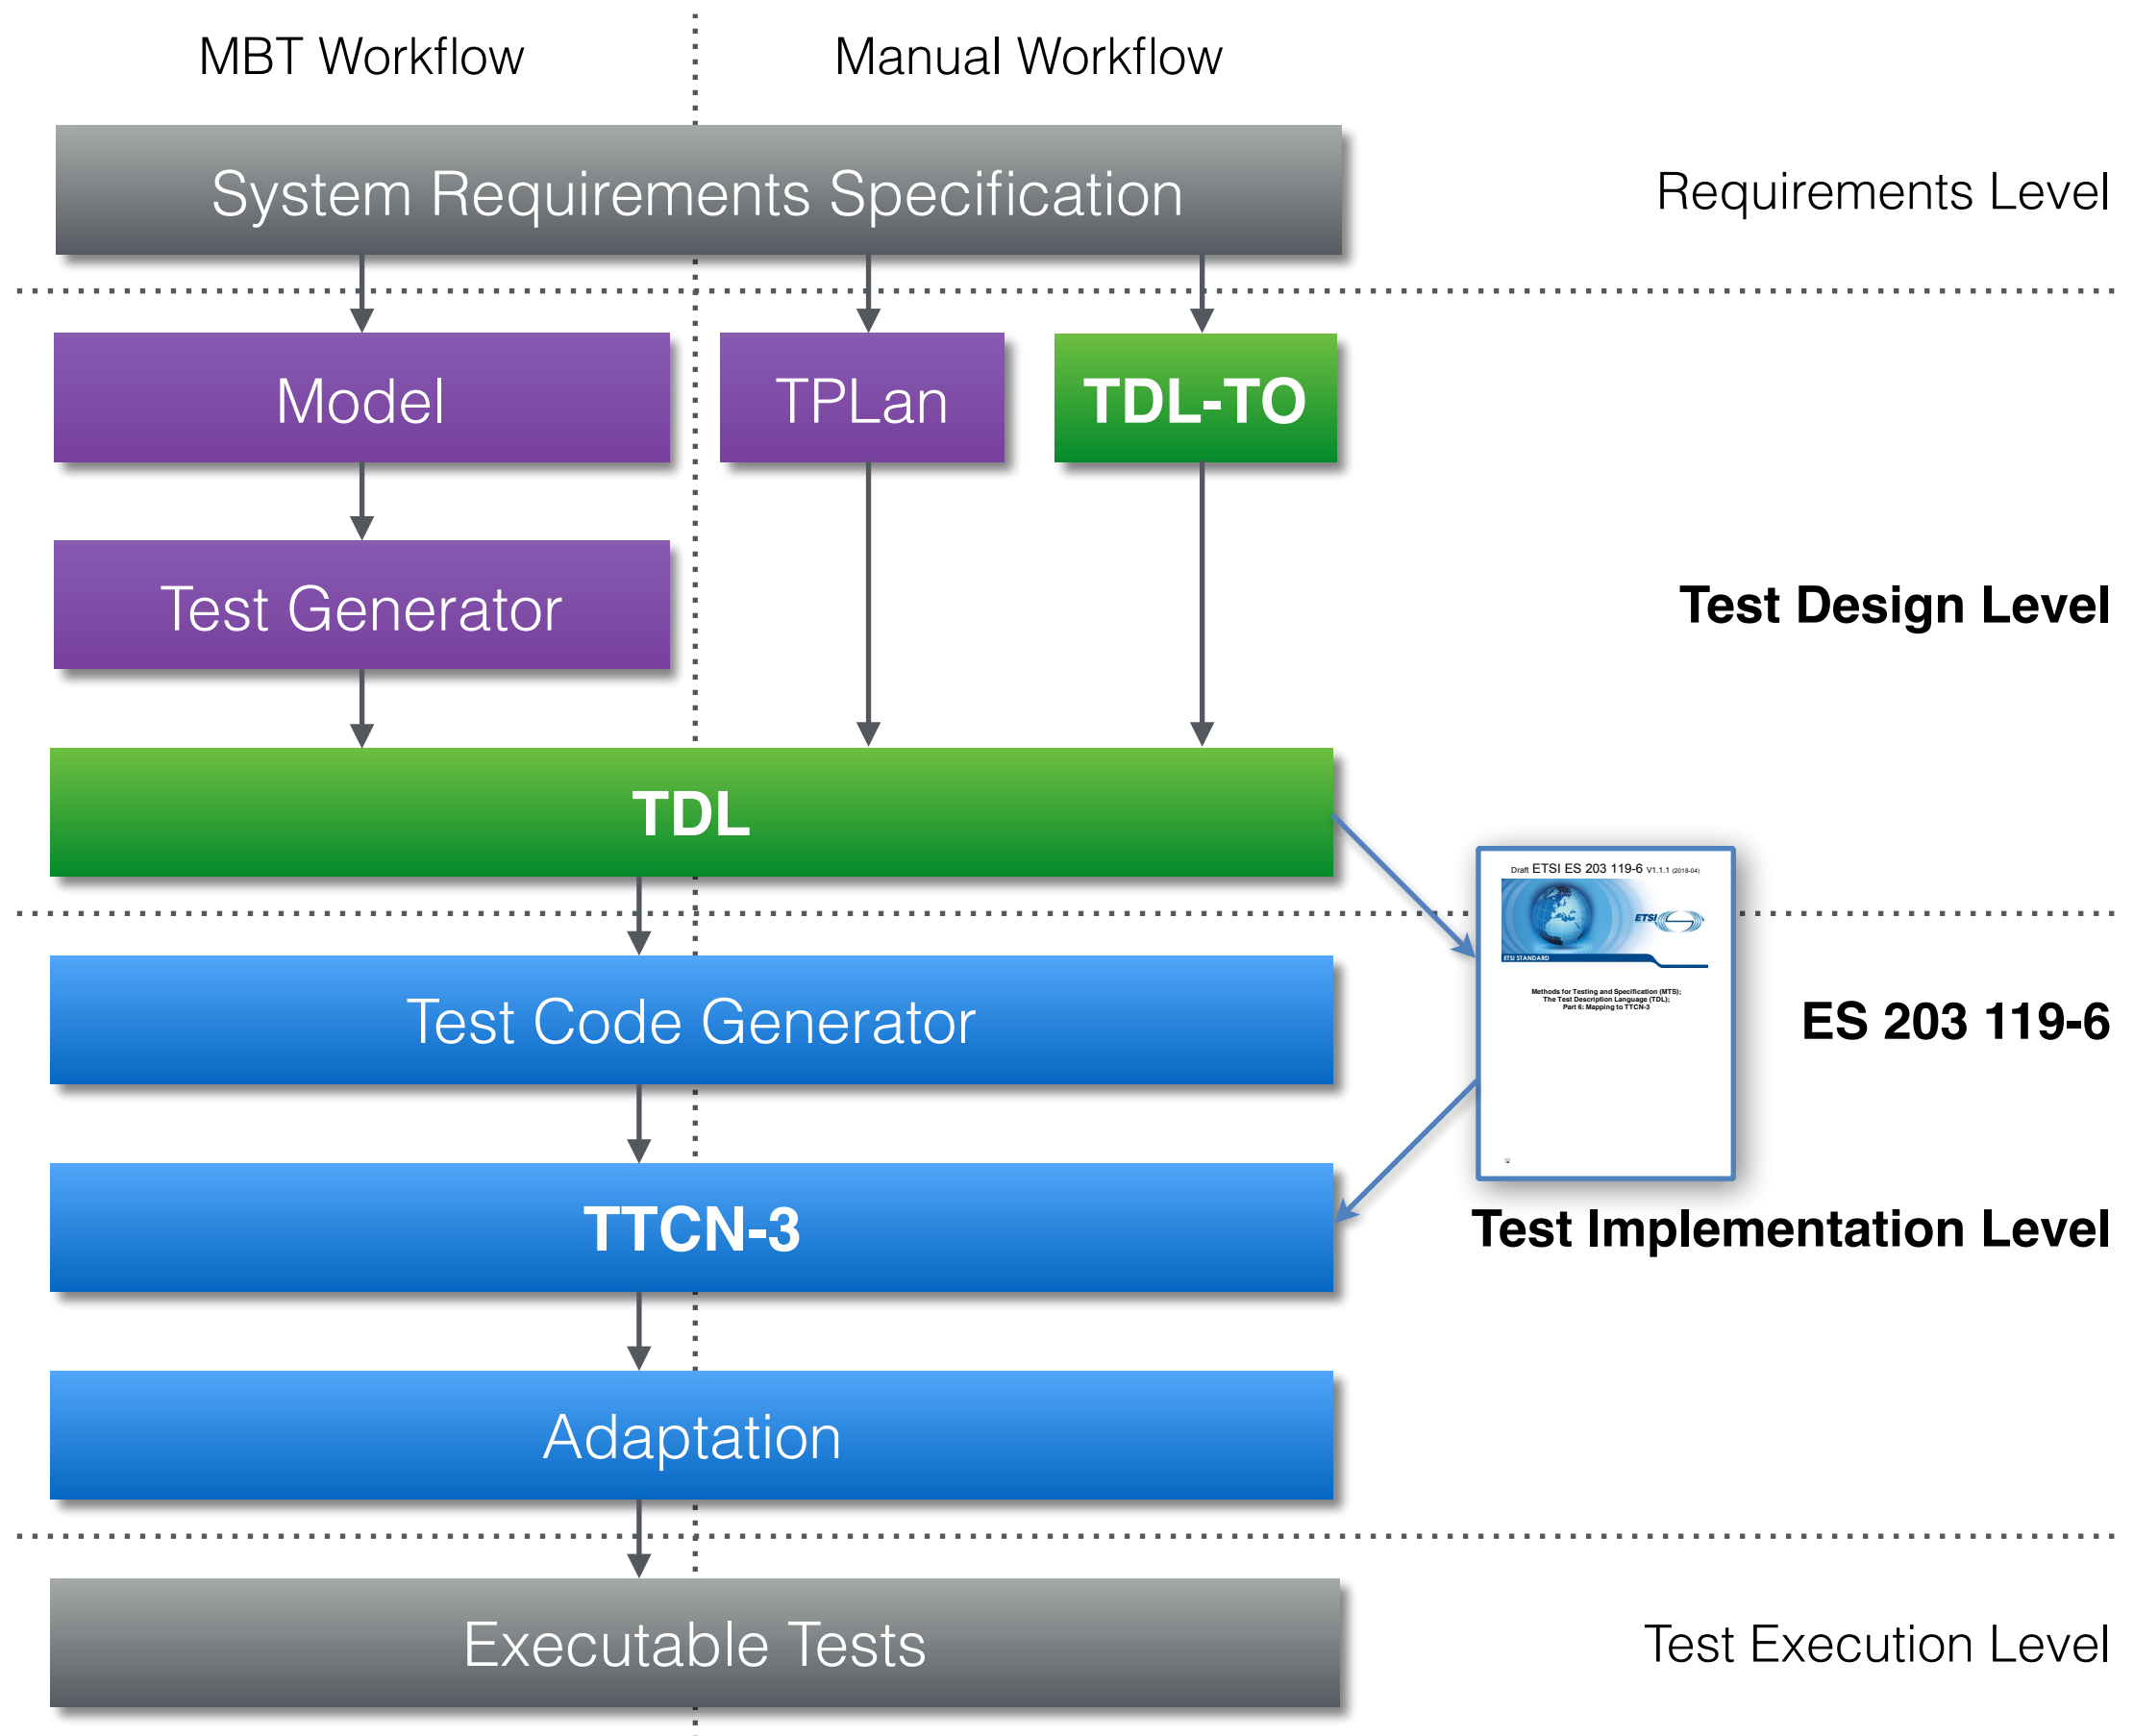 MBT Workflow
Manual Workflow
System Requirements Specification
Requirements Level
Model
TPLan
TDL-TO
Test Generator
Test Design Level
TDL
Draft ETSI ES 203 119-6 V1.1.1 (2018-04)
ETSI
ETSI STANDARD
Methods for Testing and Specification (MTS);
The Test Description Language (TDL);
Part 6: Mapping to TTCN-3
Test Code Generator
ES 203 119-6
TTCN-3
Test Implementation Level
Adaptation
Executable Tests
Test Execution Level